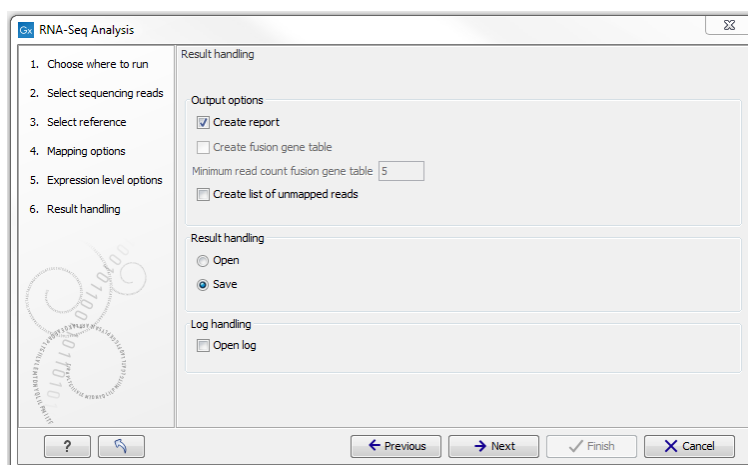 Gx RNA-Seq Analysis
1. Choose where to run
2. Select sequencing reads
3. Select reference
4. Mapping options
5. Expression level options
6. Result handling
Result handling
Output options
Create report
Create fusion gene table
Minimum read count fusion gene table 5
Create list of unmapped reads
Result handling
Open
Save
Log handling
Open log
? Previous Next Finish Cancel